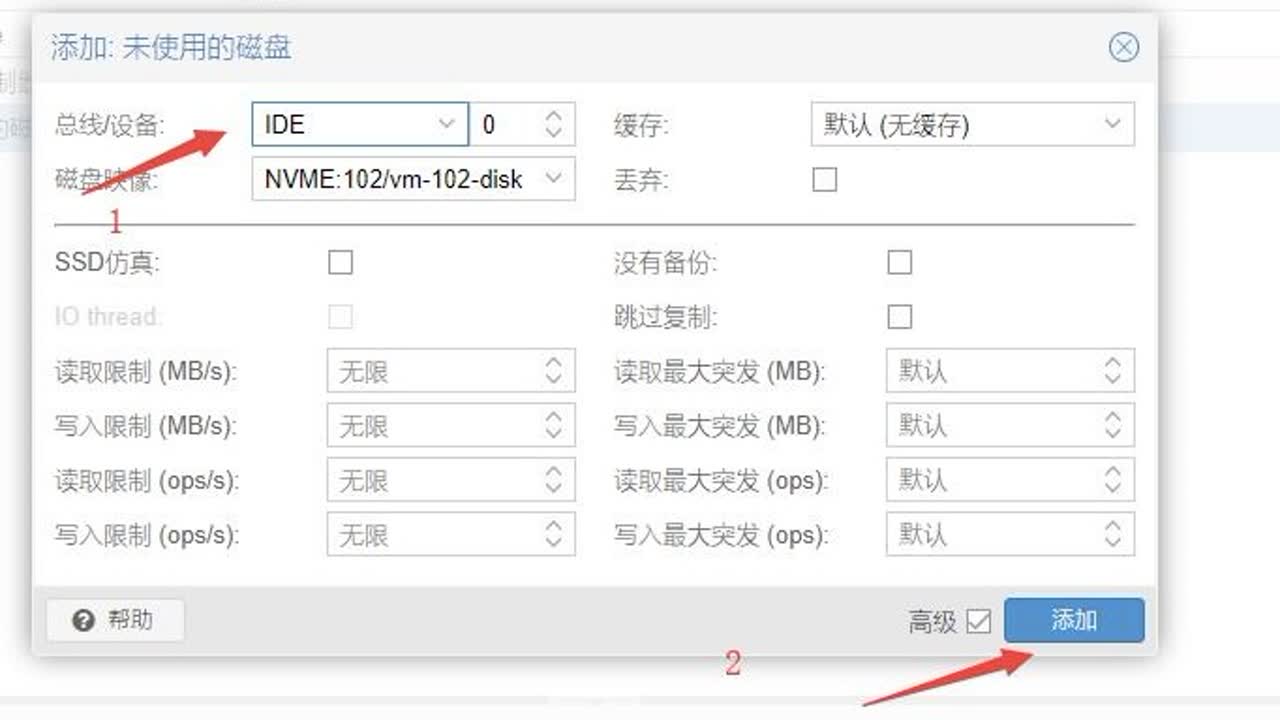 添加: 未使用的磁盘
总线/设备: IDE 0 缓存: 默认 (无缓存)
磁盘映像: NVME:102/vm-102-disk 丢弃:
1
SSD仿真: 没有备份:
IO thread: 跳过复制:
读取限制 (MB/s): 无限 读取最大突发 (MB): 默认
写入限制 (MB/s): 无限 写入最大突发 (MB): 默认
读取限制 (ops/s): 无限 读取最大突发 (ops): 默认
写入限制 (ops/s): 无限 写入最大突发 (ops): 默认
帮助 高级 添加
2